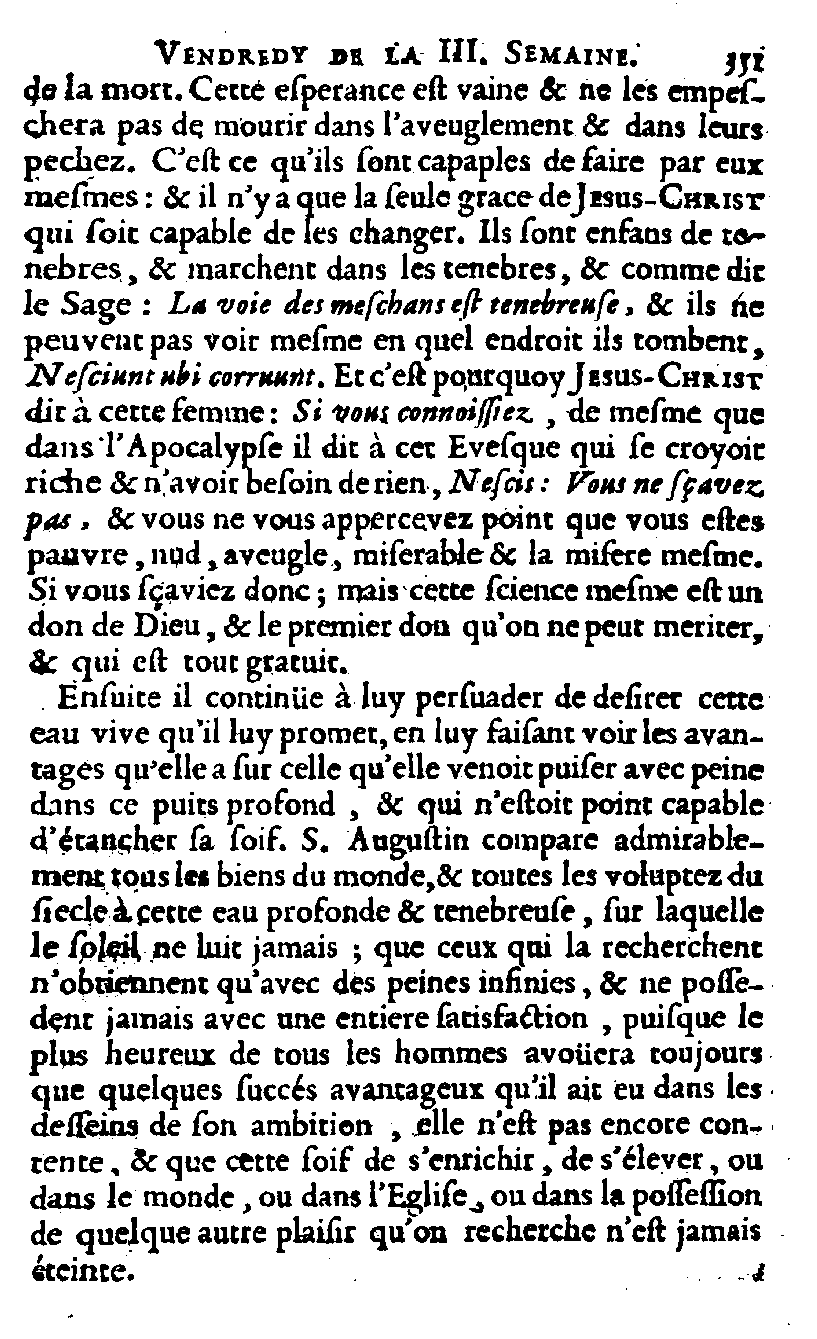 VENDREDY DE LA III. SEMAINE. 351
de la mort. Cette eſperance eſt vaine & ne les empeſ-
chera pas de mourir dans l'aveuglement & dans leurs
pechez. C'eſt ce qu'ils ſont capaples de faire par eux
meſmes : & il n'y a que la ſeule grace de JESUS-CHRIST
qui ſoit capable de les changer. Ils ſont enfans de te-
nebres, & marchent dans les tenebres, & comme dit
le Sage : La voie des meſchans eſt tenebreuſe, & ils ne
peuvent pas voir meſme en quel endroit ils tombent,
Neſciunt ubi corruunt. Et c'eſt pourquoy JESUS-CHRIST
dit à cette femme : Si vous connoiſſiez, de meſme que
dans l'Apocalypſe il dit à cet Eveſque qui ſe croyoit
riche & n'avoir beſoin de rien, Neſcis : Vous ne ſçavez
pas, & vous ne vous appercevez point que vous eſtes
pauvre, nud, aveugle, miſerable & la miſere meſme.
Si vous ſçaviez donc ; mais cette ſcience meſme eſt un
don de Dieu, & le premier don qu'on ne peut meriter,
& qui eſt tout gratuit.
Enſuite il continüe à luy perſuader de deſirer cette
eau vive qu'il luy promet, en luy faiſant voir les avan-
tages qu'elle a ſur celle qu'elle venoit puiſer avec peine
dans ce puits profond, & qui n'eſtoit point capable
d'étancher ſa ſoif. S. Auguſtin compare admirable-
ment tous les biens du monde, & toutes les voluptez du
ſiecle à cette eau profonde & tenebreuſe, ſur laquelle
le ſoleil ne luit jamais ; que ceux qui la recherchent
n'obtiennent qu'avec des peines infinies, & ne poſſe-
dent jamais avec une entiere ſatisfaction, puiſque le
plus heureux de tous les hommes avoüera toujours
que quelques ſuccés avantageux qu'il ait eu dans les
deſſeins de ſon ambition, elle n'eſt pas encore con-
tente, & que cette ſoif de s'enrichir, de s'élever, ou
dans le monde, ou dans l'Egliſe, ou dans la poſſeſſion
de quelque autre plaiſir qu'on recherche n'eſt jamais
éteinte.